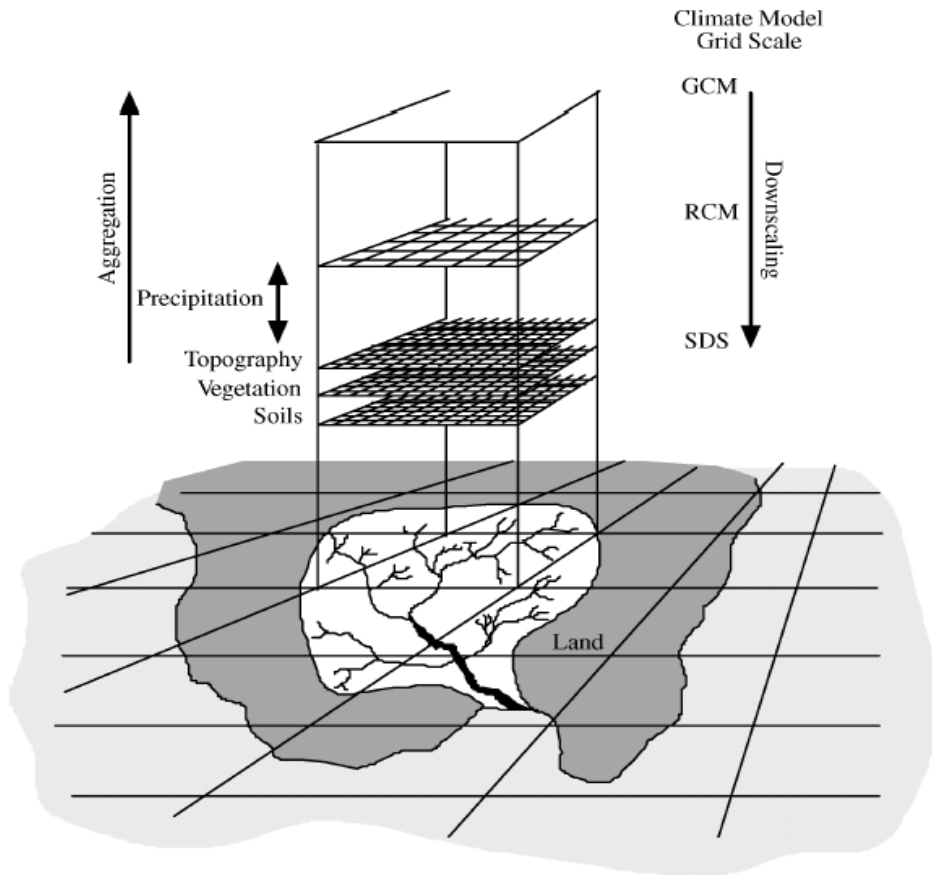 Climate Model
Grid Scale
GCM
Aggregation
Downscaling
RCM
Precipitation
SDS
Topography
Vegetation
Soils
Land